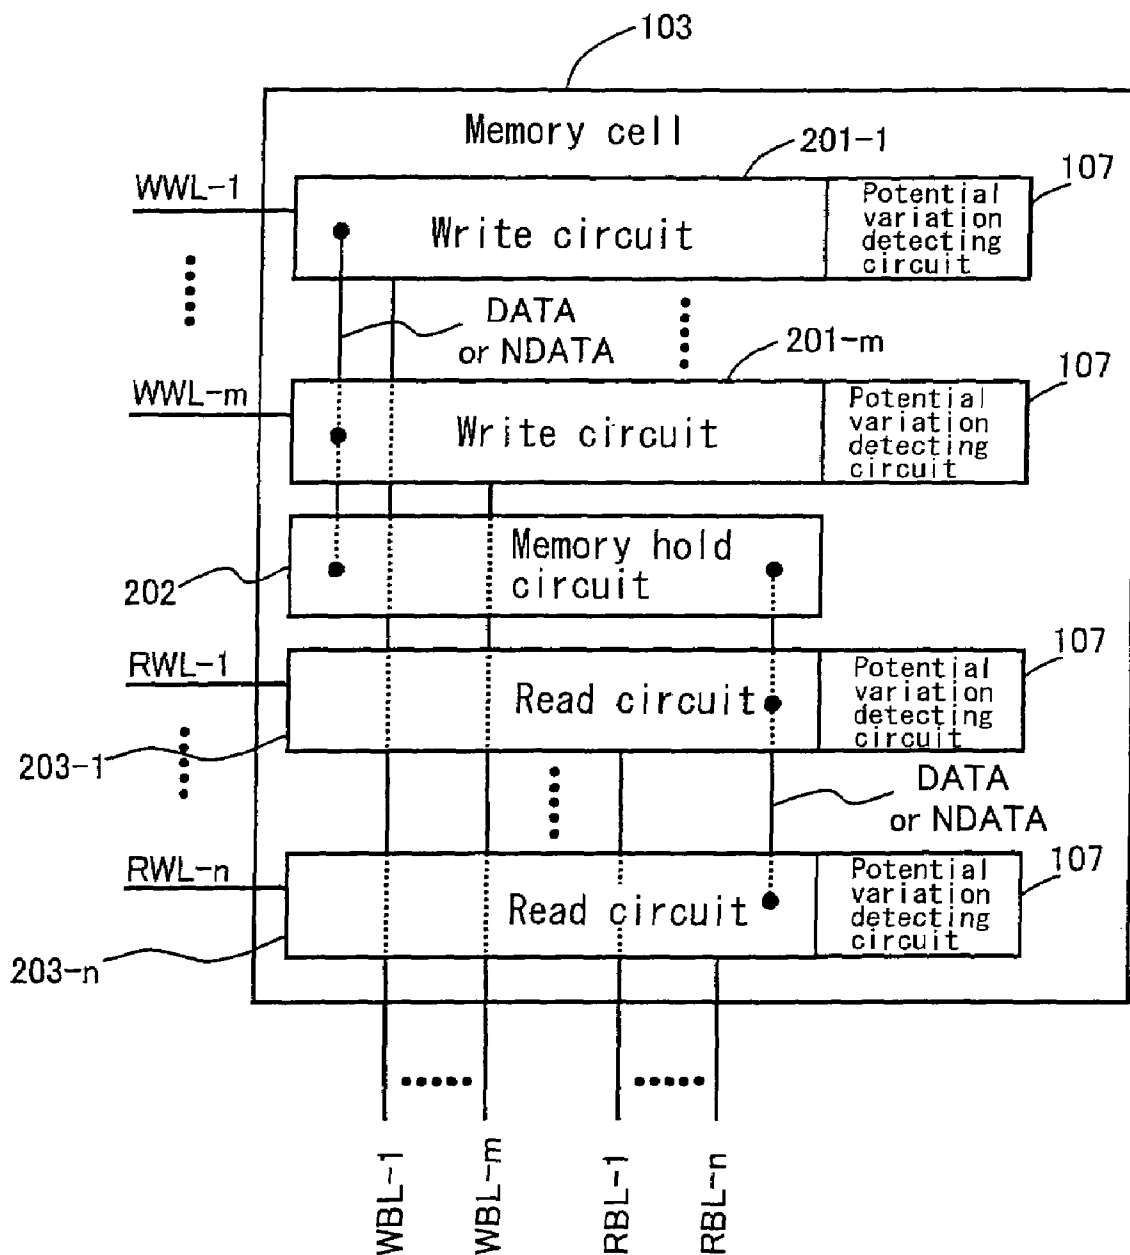 103
Memory cell
201-1
107
WWL-1
Write circuit
Potential
variation
detecting
circuit
DATA
or NDATA
201-m
107
WWL-m
Write circuit
Potential
variation
detecting
circuit
Memory hold
circuit
202
107
RWL-1
Read circuit
Potential
variation
detecting
circuit
203-1
DATA
or NDATA
107
RWL-n
Read circuit
Potential
variation
detecting
circuit
203-n
WBL-1
WBL-m
RBL-1
RBL-n